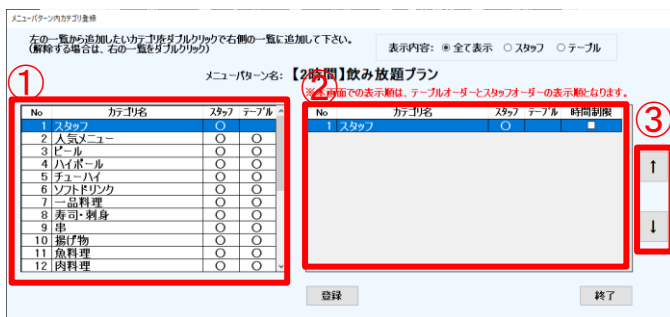 メニューパターン内カテゴリ登録
左の一覧から追加したいカテゴリをダブルクリックで右側の一覧に追加して下さい。
(解除する場合は、右の一覧をダブルクリック)
表示内容: 全て表示 スタッフ テーブル
メニューパターン名: 【2時間】飲み放題プラン
① ②
画面での表示順は、テーブルオーダーとスタッフオーダーの表示順となります。
③
No カテゴリ名 スタッフ テーブル
1 スタッフ ○
2 人気メニュー ○ ○
3 ビール ○ ○
4 ハイボール ○ ○
5 チューハイ ○ ○
6 ソフトドリンク ○ ○
7 一品料理 ○ ○
8 寿司・刺身 ○ ○
9 串 ○ ○
10 揚げ物 ○ ○
11 魚料理 ○ ○
12 肉料理 ○ ○
No カテゴリ名 スタッフ テーブル 時間制限
1 スタッフ ○
↑
↓
登録
終了